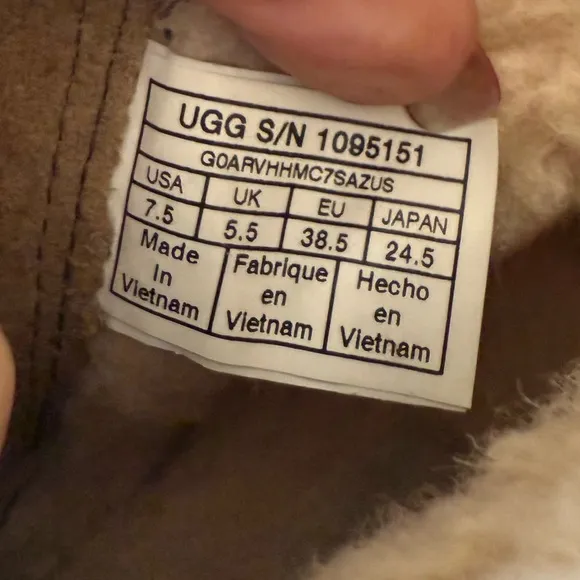 UGG S/N 1095151
G0ARVHHMC7SAZUS
USA UK EU JAPAN
7.5 5.5 38.5 24.5
Made In Vietnam
Fabrique en Vietnam
Hecho en Vietnam